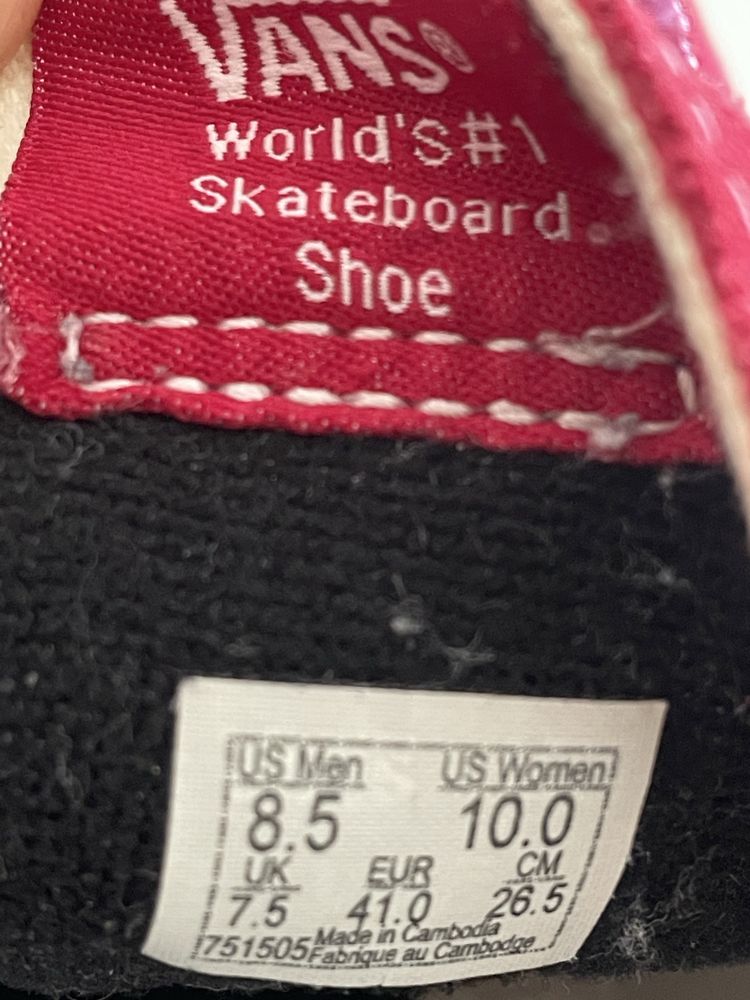 VANS®
World's #1
Skateboard
Shoe
US Men US Women
8.5 10.0
UK EUR CM
7.5 41.0 26.5
751505 Made in Cambodia
Fabrique au Cambodge